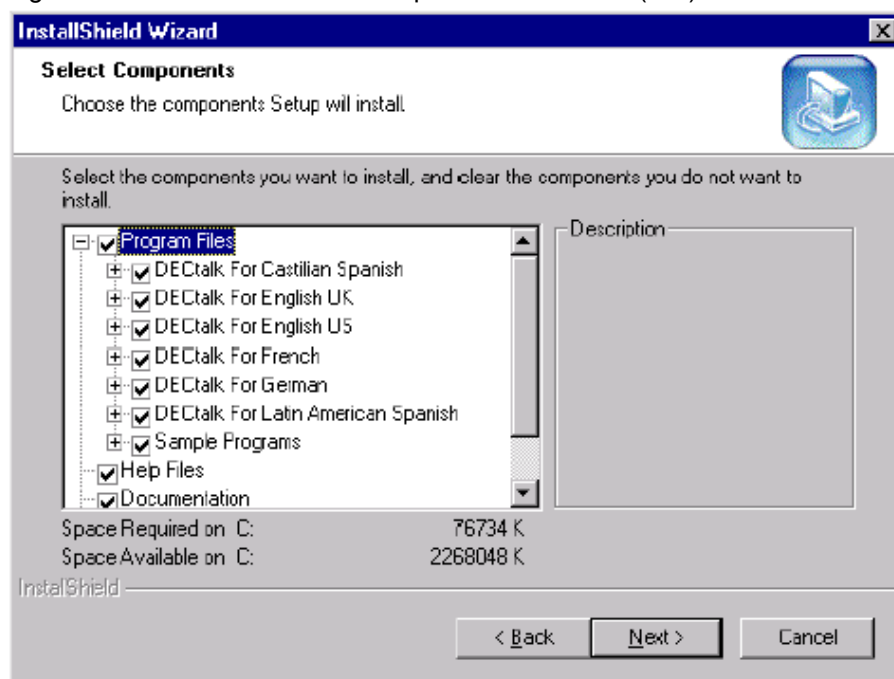 InstallShield Wizard
Select Components
Choose the components Setup will install.
Select the components you want to install, and clear the components you do not want to
install.
Program Files
DECtalk For Castilian Spanish
DECtalk For English UK
DECtalk For English US
DECtalk For French
DECtalk For German
DECtalk For Latin American Spanish
Sample Programs
Help Files
Documentation
Description
Space Required on C: 76734 K
Space Available on C: 2268048 K
InstallShield
< Back Next > Cancel